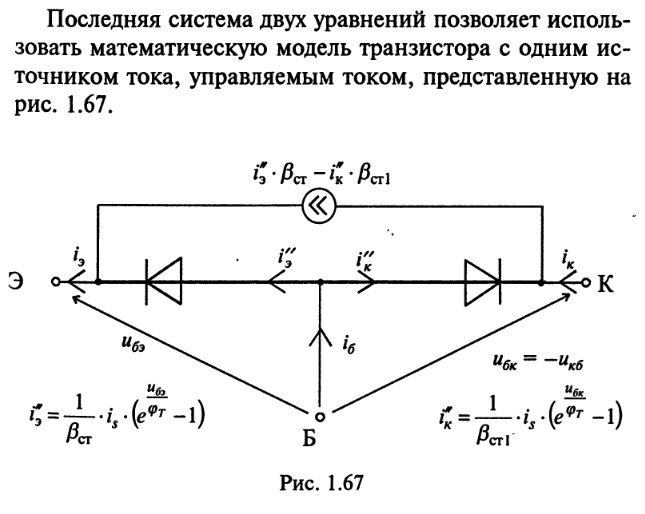 Последняя система двух уравнений позволяет исполь-
зовать математическую модель транзистора с одним ис-
точником тока, управляемым током, представленную на
рис. 1.67.
i″э · βст − i″к · βст1
iэ i″э i″к iк
Э К
uбэ iб uбк = −uкб
i″э = 1/βст · is · (e^(uбэ/φT) −1) i″к = 1/βст1 · is · (e^(uбк/φT) −1)
Б
Рис. 1.67